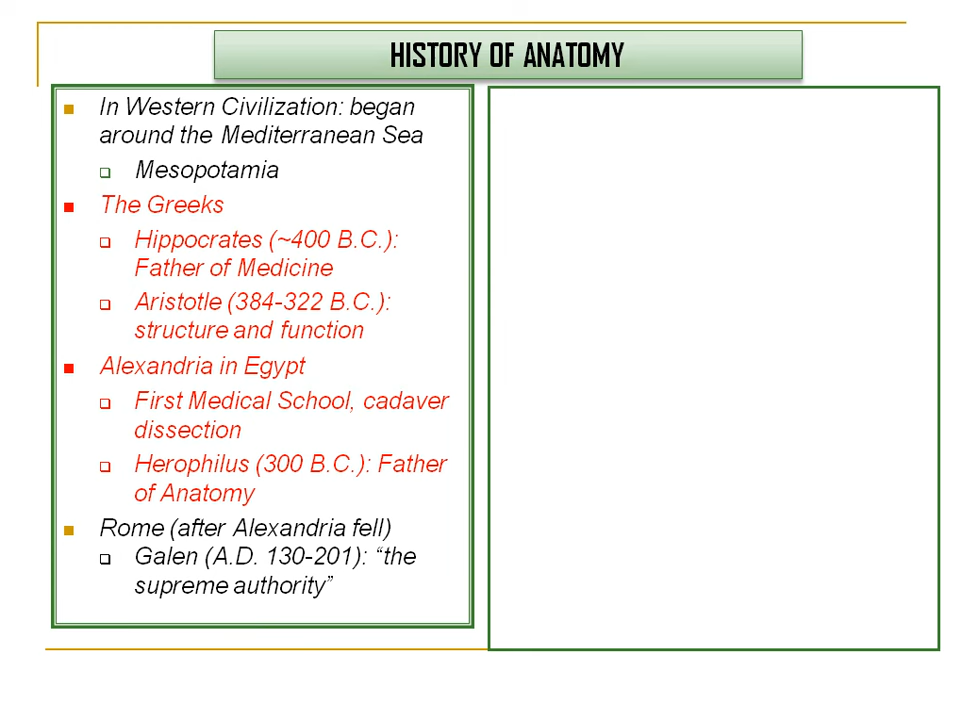 HISTORY OF ANATOMY
In Western Civilization: began
around the Mediterranean Sea
Mesopotamia
The Greeks
Hippocrates (~400 B.C.):
Father of Medicine
Aristotle (384-322 B.C.):
structure and function
Alexandria in Egypt
First Medical School, cadaver
dissection
Herophilus (300 B.C.): Father
of Anatomy
Rome (after Alexandria fell)
Galen (A.D. 130-201): “the
supreme authority”